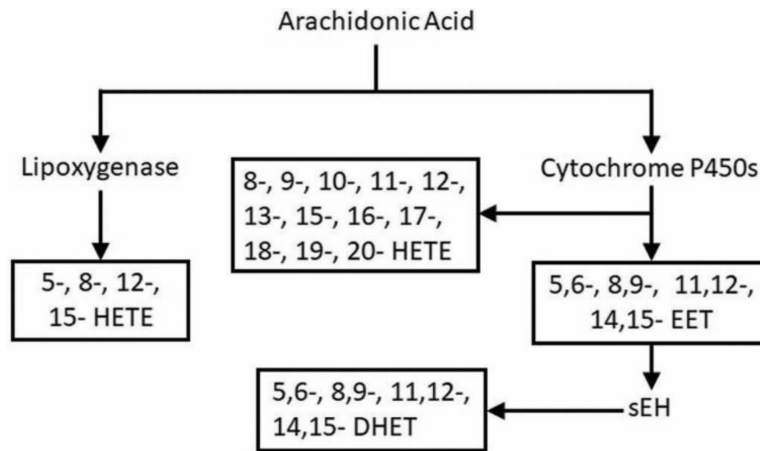 Arachidonic Acid
Lipoxygenase
Cytochrome P450s
8-, 9-, 10-, 11-, 12-,
13-, 15-, 16-, 17-,
18-, 19-, 20- HETE
5-, 8-, 12-,
15- HETE
5,6-, 8,9-, 11,12-,
14,15- EET
5,6-, 8,9-, 11,12-,
14,15- DHET
sEH